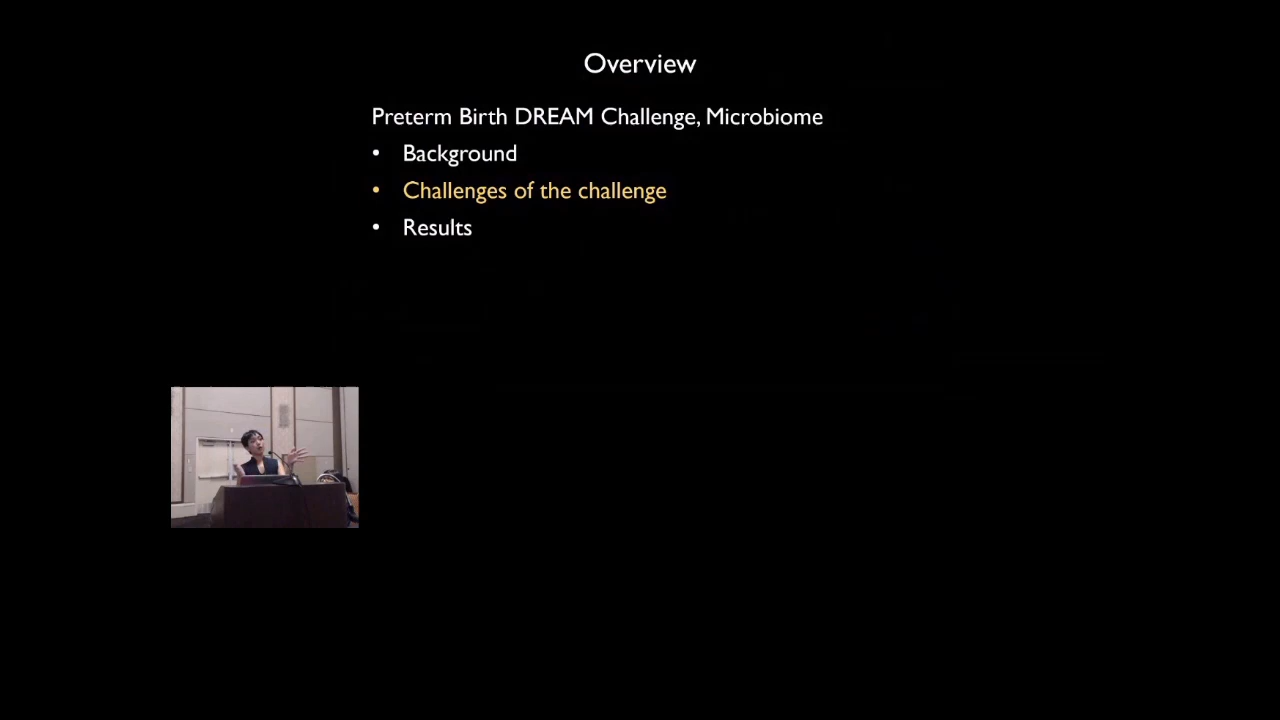 Overview
Preterm Birth DREAM Challenge, Microbiome
• Background
• Challenges of the challenge
• Results